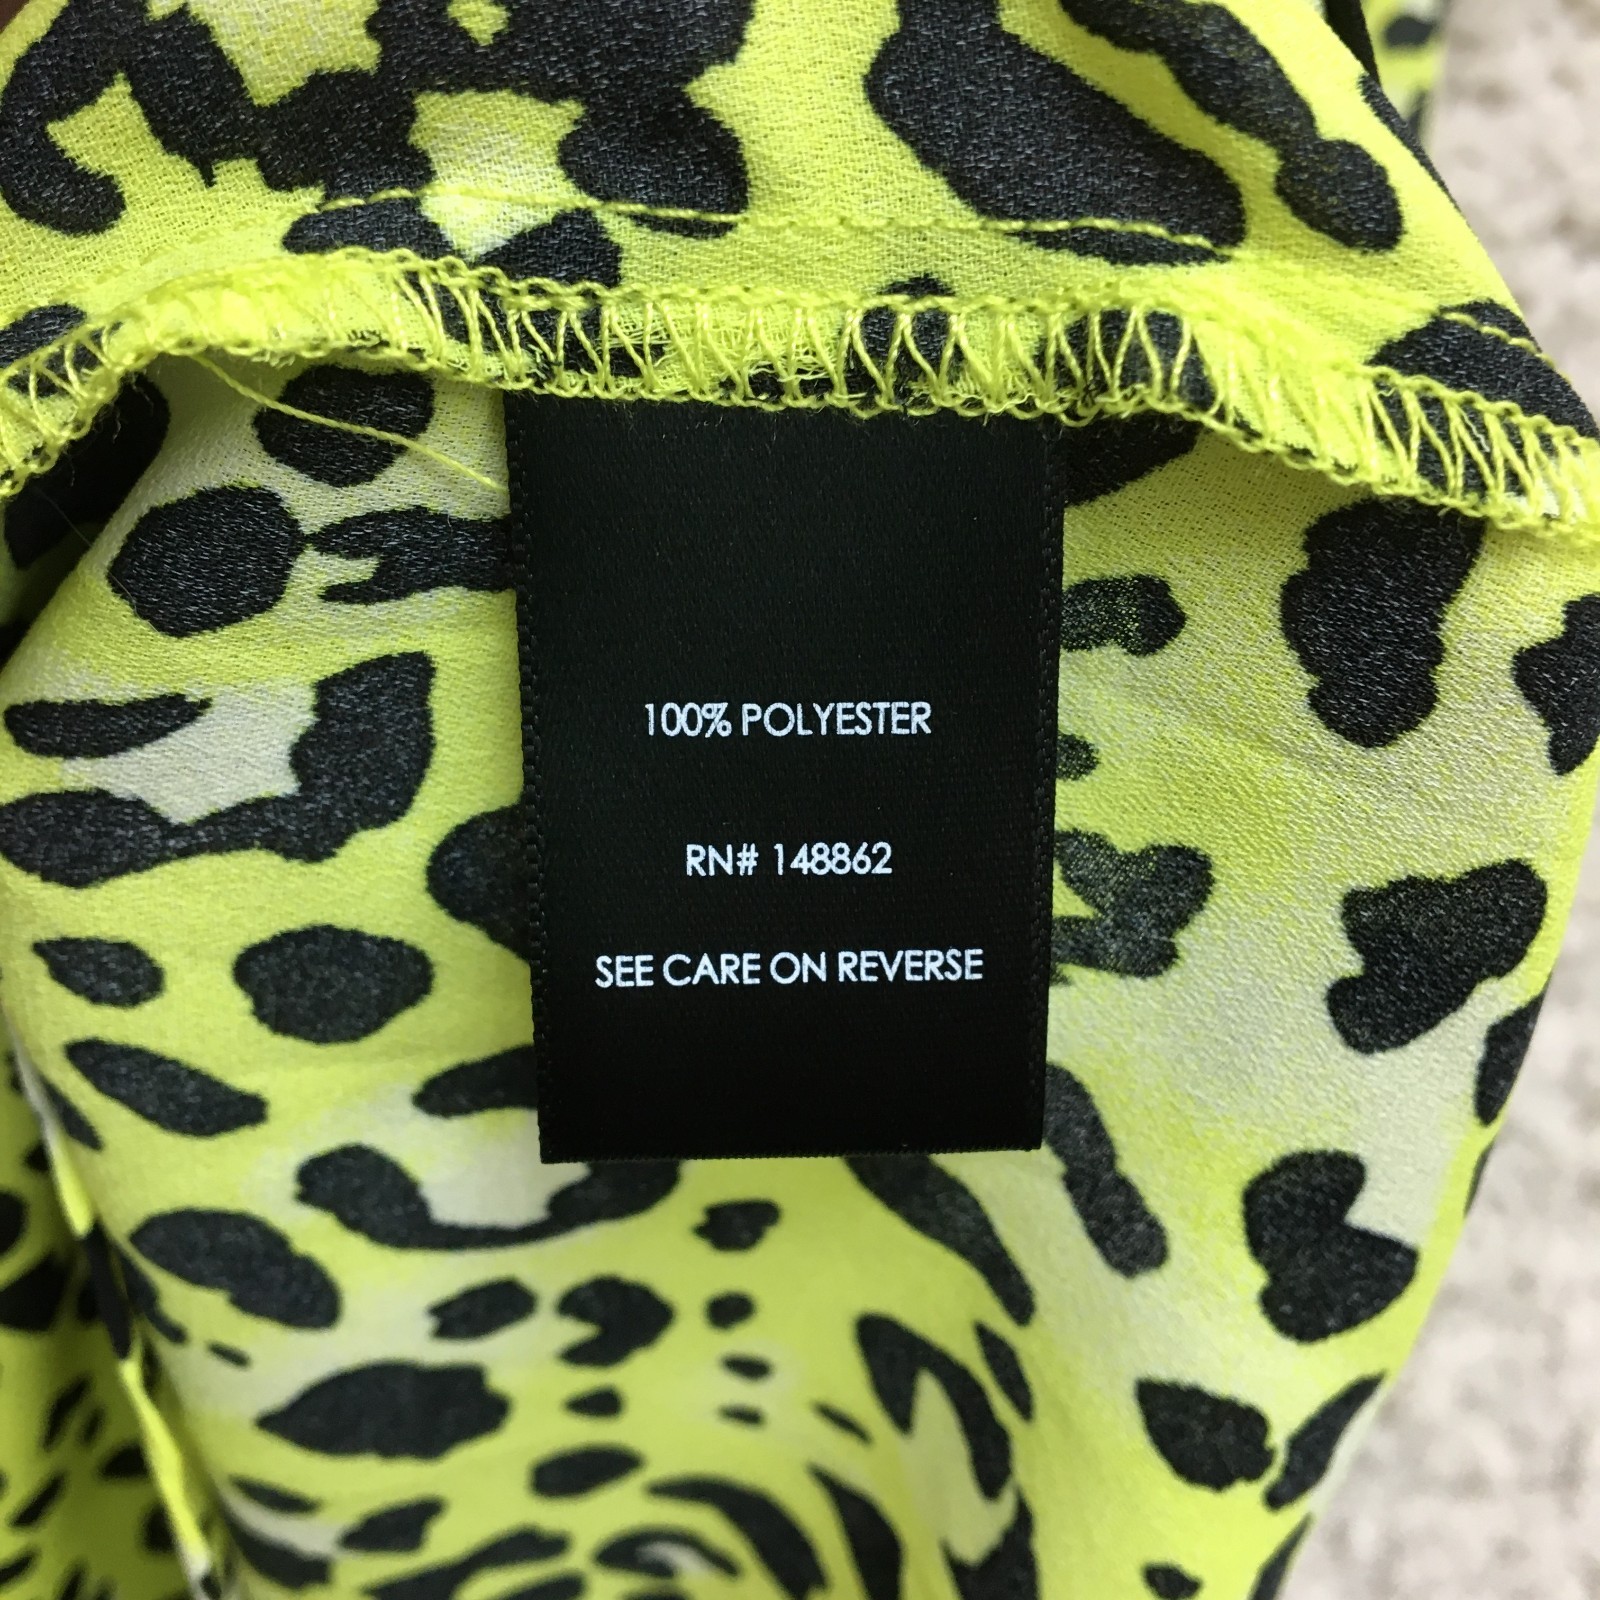 100% POLYESTER
RN# 148862
SEE CARE ON REVERSE